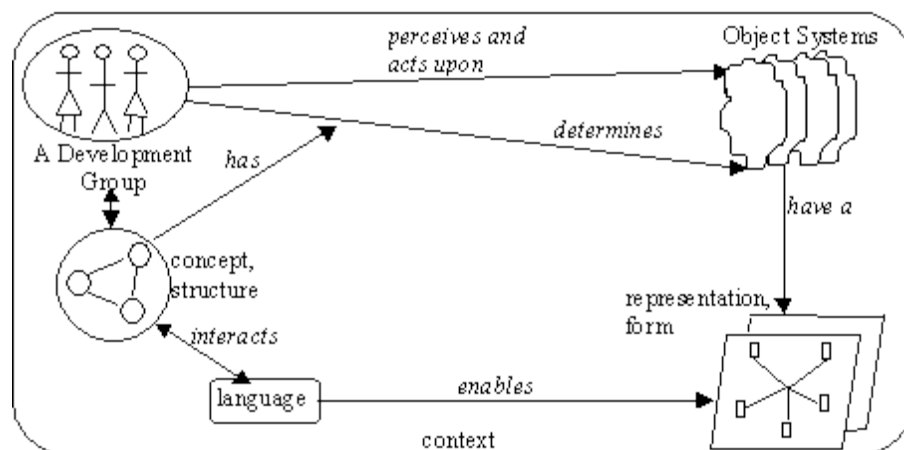 perceives and
acts upon
Object Systems
determines
A Development
Group
has
have a
concept,
structure
representation,
form
interacts
language
enables
context